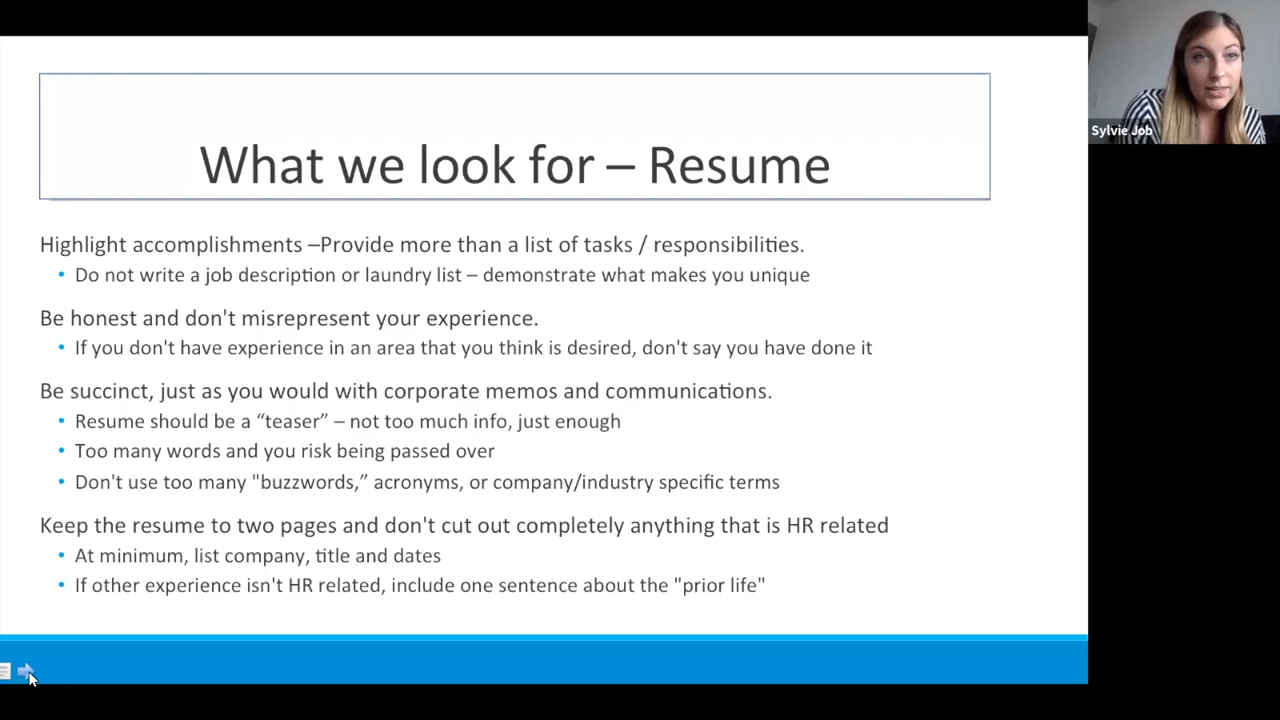 What we look for – Resume
Sylvie Job
Highlight accomplishments –Provide more than a list of tasks / responsibilities.
• Do not write a job description or laundry list – demonstrate what makes you unique
Be honest and don't misrepresent your experience.
• If you don't have experience in an area that you think is desired, don't say you have done it
Be succinct, just as you would with corporate memos and communications.
• Resume should be a “teaser” – not too much info, just enough
• Too many words and you risk being passed over
• Don't use too many "buzzwords,” acronyms, or company/industry specific terms
Keep the resume to two pages and don't cut out completely anything that is HR related
• At minimum, list company, title and dates
• If other experience isn't HR related, include one sentence about the "prior life"